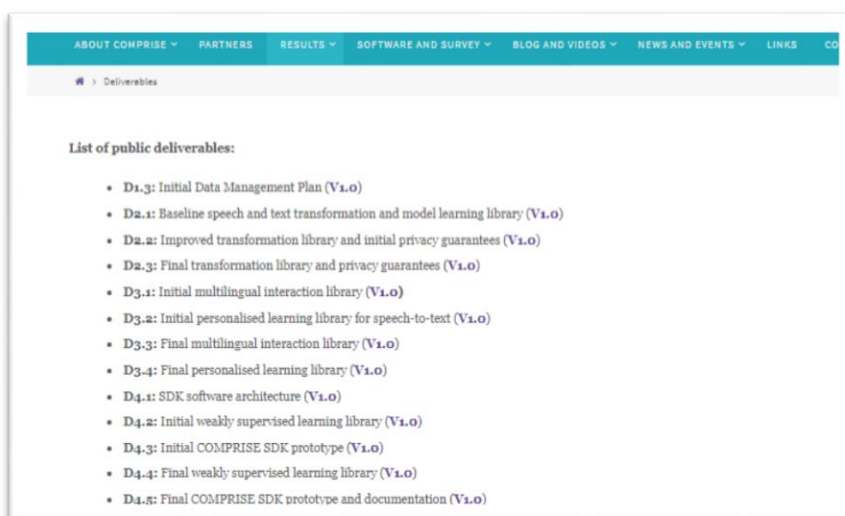 ABOUT COMPRISE PARTNERS RESULTS SOFTWARE AND SURVEY BLOG AND VIDEOS NEWS AND EVENTS LINKS CO
> Deliverables
List of public deliverables:
• D1.3: Initial Data Management Plan (V1.0)
• D2.1: Baseline speech and text transformation and model learning library (V1.0)
• D2.2: Improved transformation library and initial privacy guarantees (V1.0)
• D2.3: Final transformation library and privacy guarantees (V1.0)
• D3.1: Initial multilingual interaction library (V1.0)
• D3.2: Initial personalised learning library for speech-to-text (V1.0)
• D3.3: Final multilingual interaction library (V1.0)
• D3.4: Final personalised learning library (V1.0)
• D4.1: SDK software architecture (V1.0)
• D4.2: Initial weakly supervised learning library (V1.0)
• D4.3: Initial COMPRISE SDK prototype (V1.0)
• D4.4: Final weakly supervised learning library (V1.0)
• D4.5: Final COMPRISE SDK prototype and documentation (V1.0)